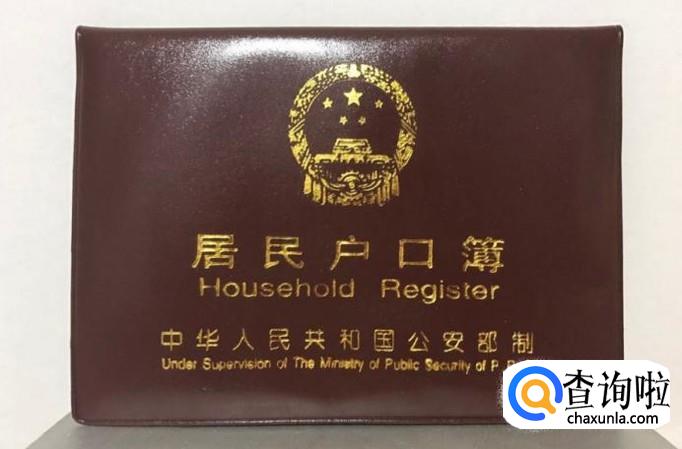 居民户口簿
Household Register
中华人民共和国公安部制
Under Supervision of The Ministry of Public Security of P.
查询啦
chaxunla.com